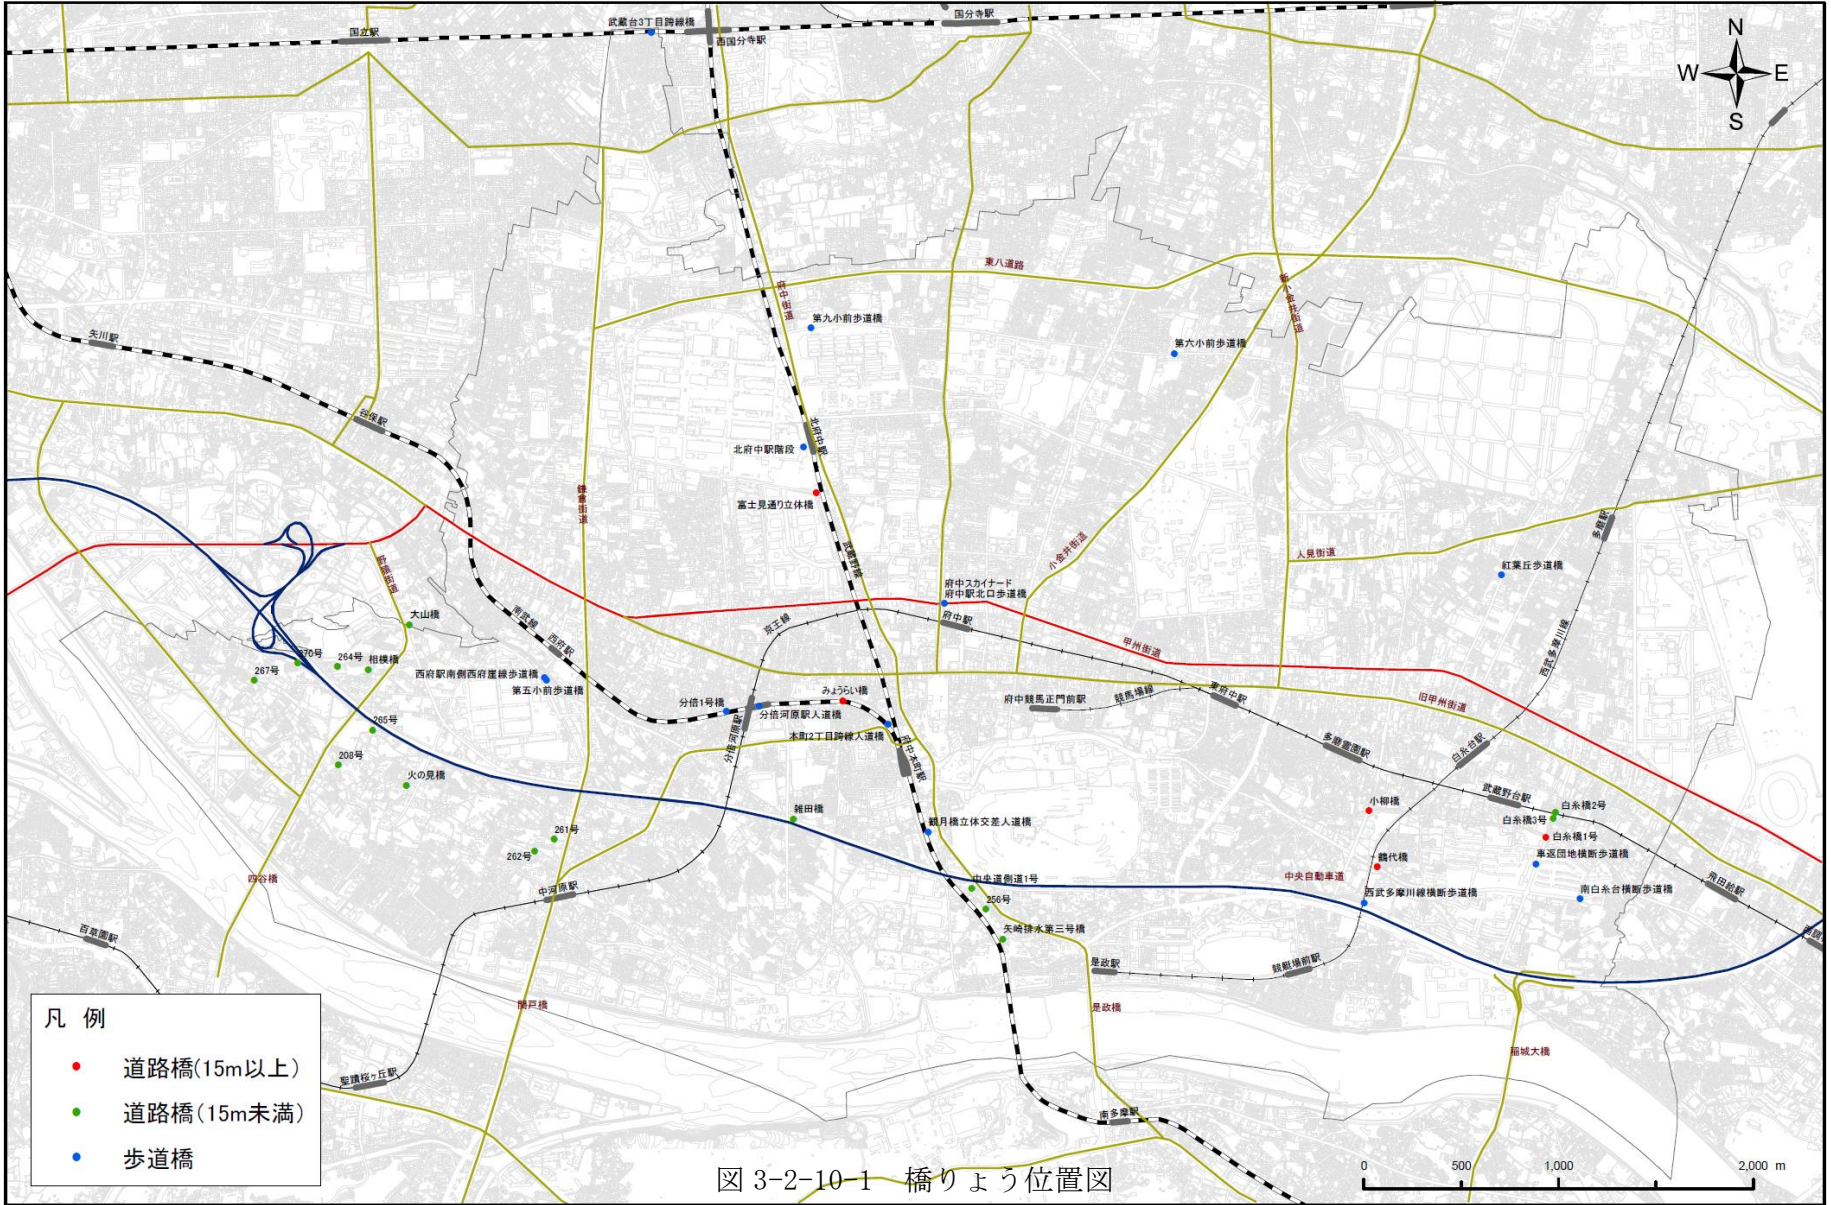 国立駅
武蔵台3丁目跨線橋
西国分寺駅
国分寺駅
N
W
E
S
東八道路
府中街道
新小金井街道
第九小前歩道橋
第六小前歩道橋
矢川駅
谷保駅
北府中駅
北府中駅階段
富士見通り立体橋
鎌倉街道
武蔵野線
小金井街道
人見街道
多磨駅
紅葉丘歩道橋
野猿街道
大山橋
南武線
西府駅
京王線
府中スカイナード
府中駅北口歩道橋
府中駅
甲州街道
西武多摩川線
270号
264号
相模橋
267号
西府駅南側西府崖線歩道橋
第五小前歩道橋
分倍1号橋
分倍河原駅
分倍河原駅人道橋
みょうらい橋
本町2丁目跨線人道橋
府中本町駅
府中競馬正門前駅
競馬場線
東府中駅
旧甲州街道
265号
208号
火の見橋
多磨霊園駅
白糸台駅
武蔵野台駅
雑田橋
観月橋立体交差人道橋
小柳橋
白糸橋2号
白糸橋3号
白糸橋1号
261号
262号
鶴代橋
車返団地横断歩道橋
四谷橋
中河原駅
中央道側道1号
中央自動車道
飛田給駅
256号
西武多摩川線横断歩道橋
南白糸台横断歩道橋
百草園駅
矢崎排水第三号橋
是政駅
競艇場前駅
関戸橋
是政橋
稲城大橋
聖蹟桜ヶ丘駅
南多摩駅
凡 例
道路橋(15m以上)
道路橋(15m未満)
歩道橋
0 500 1,000 2,000 m
図 3-2-10-1 橋りょう位置図